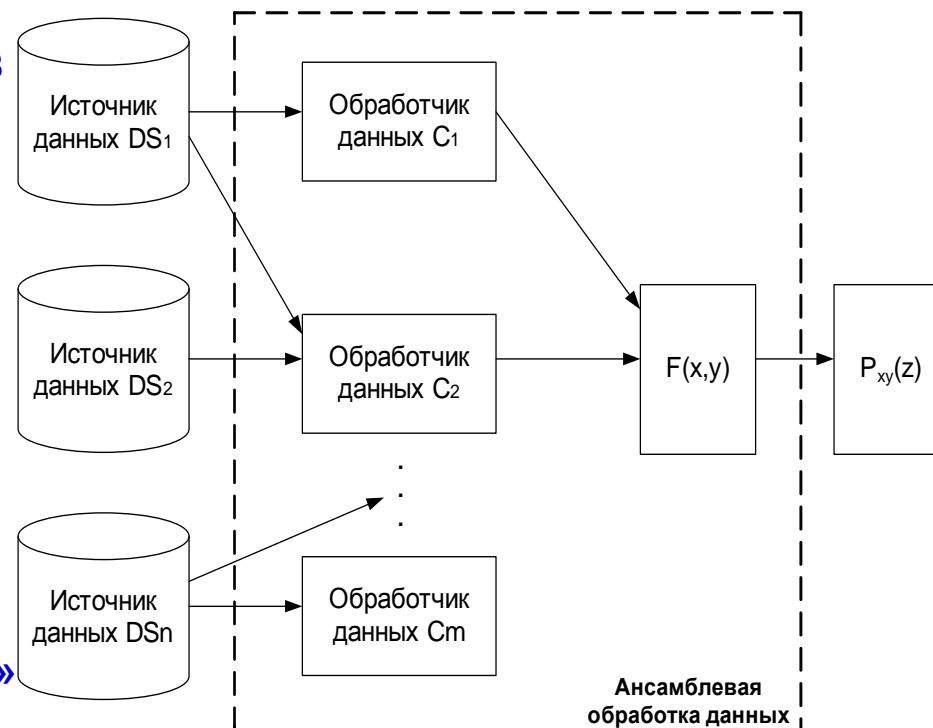 в
Источник
данных DS1
Обработчик
данных C1
Источник
данных DS2
Обработчик
данных C2
F(x,y)
Pxy(z)
.
.
.
Источник
данных DSn
Обработчик
данных Cm
»
Ансамблевая
обработка данных